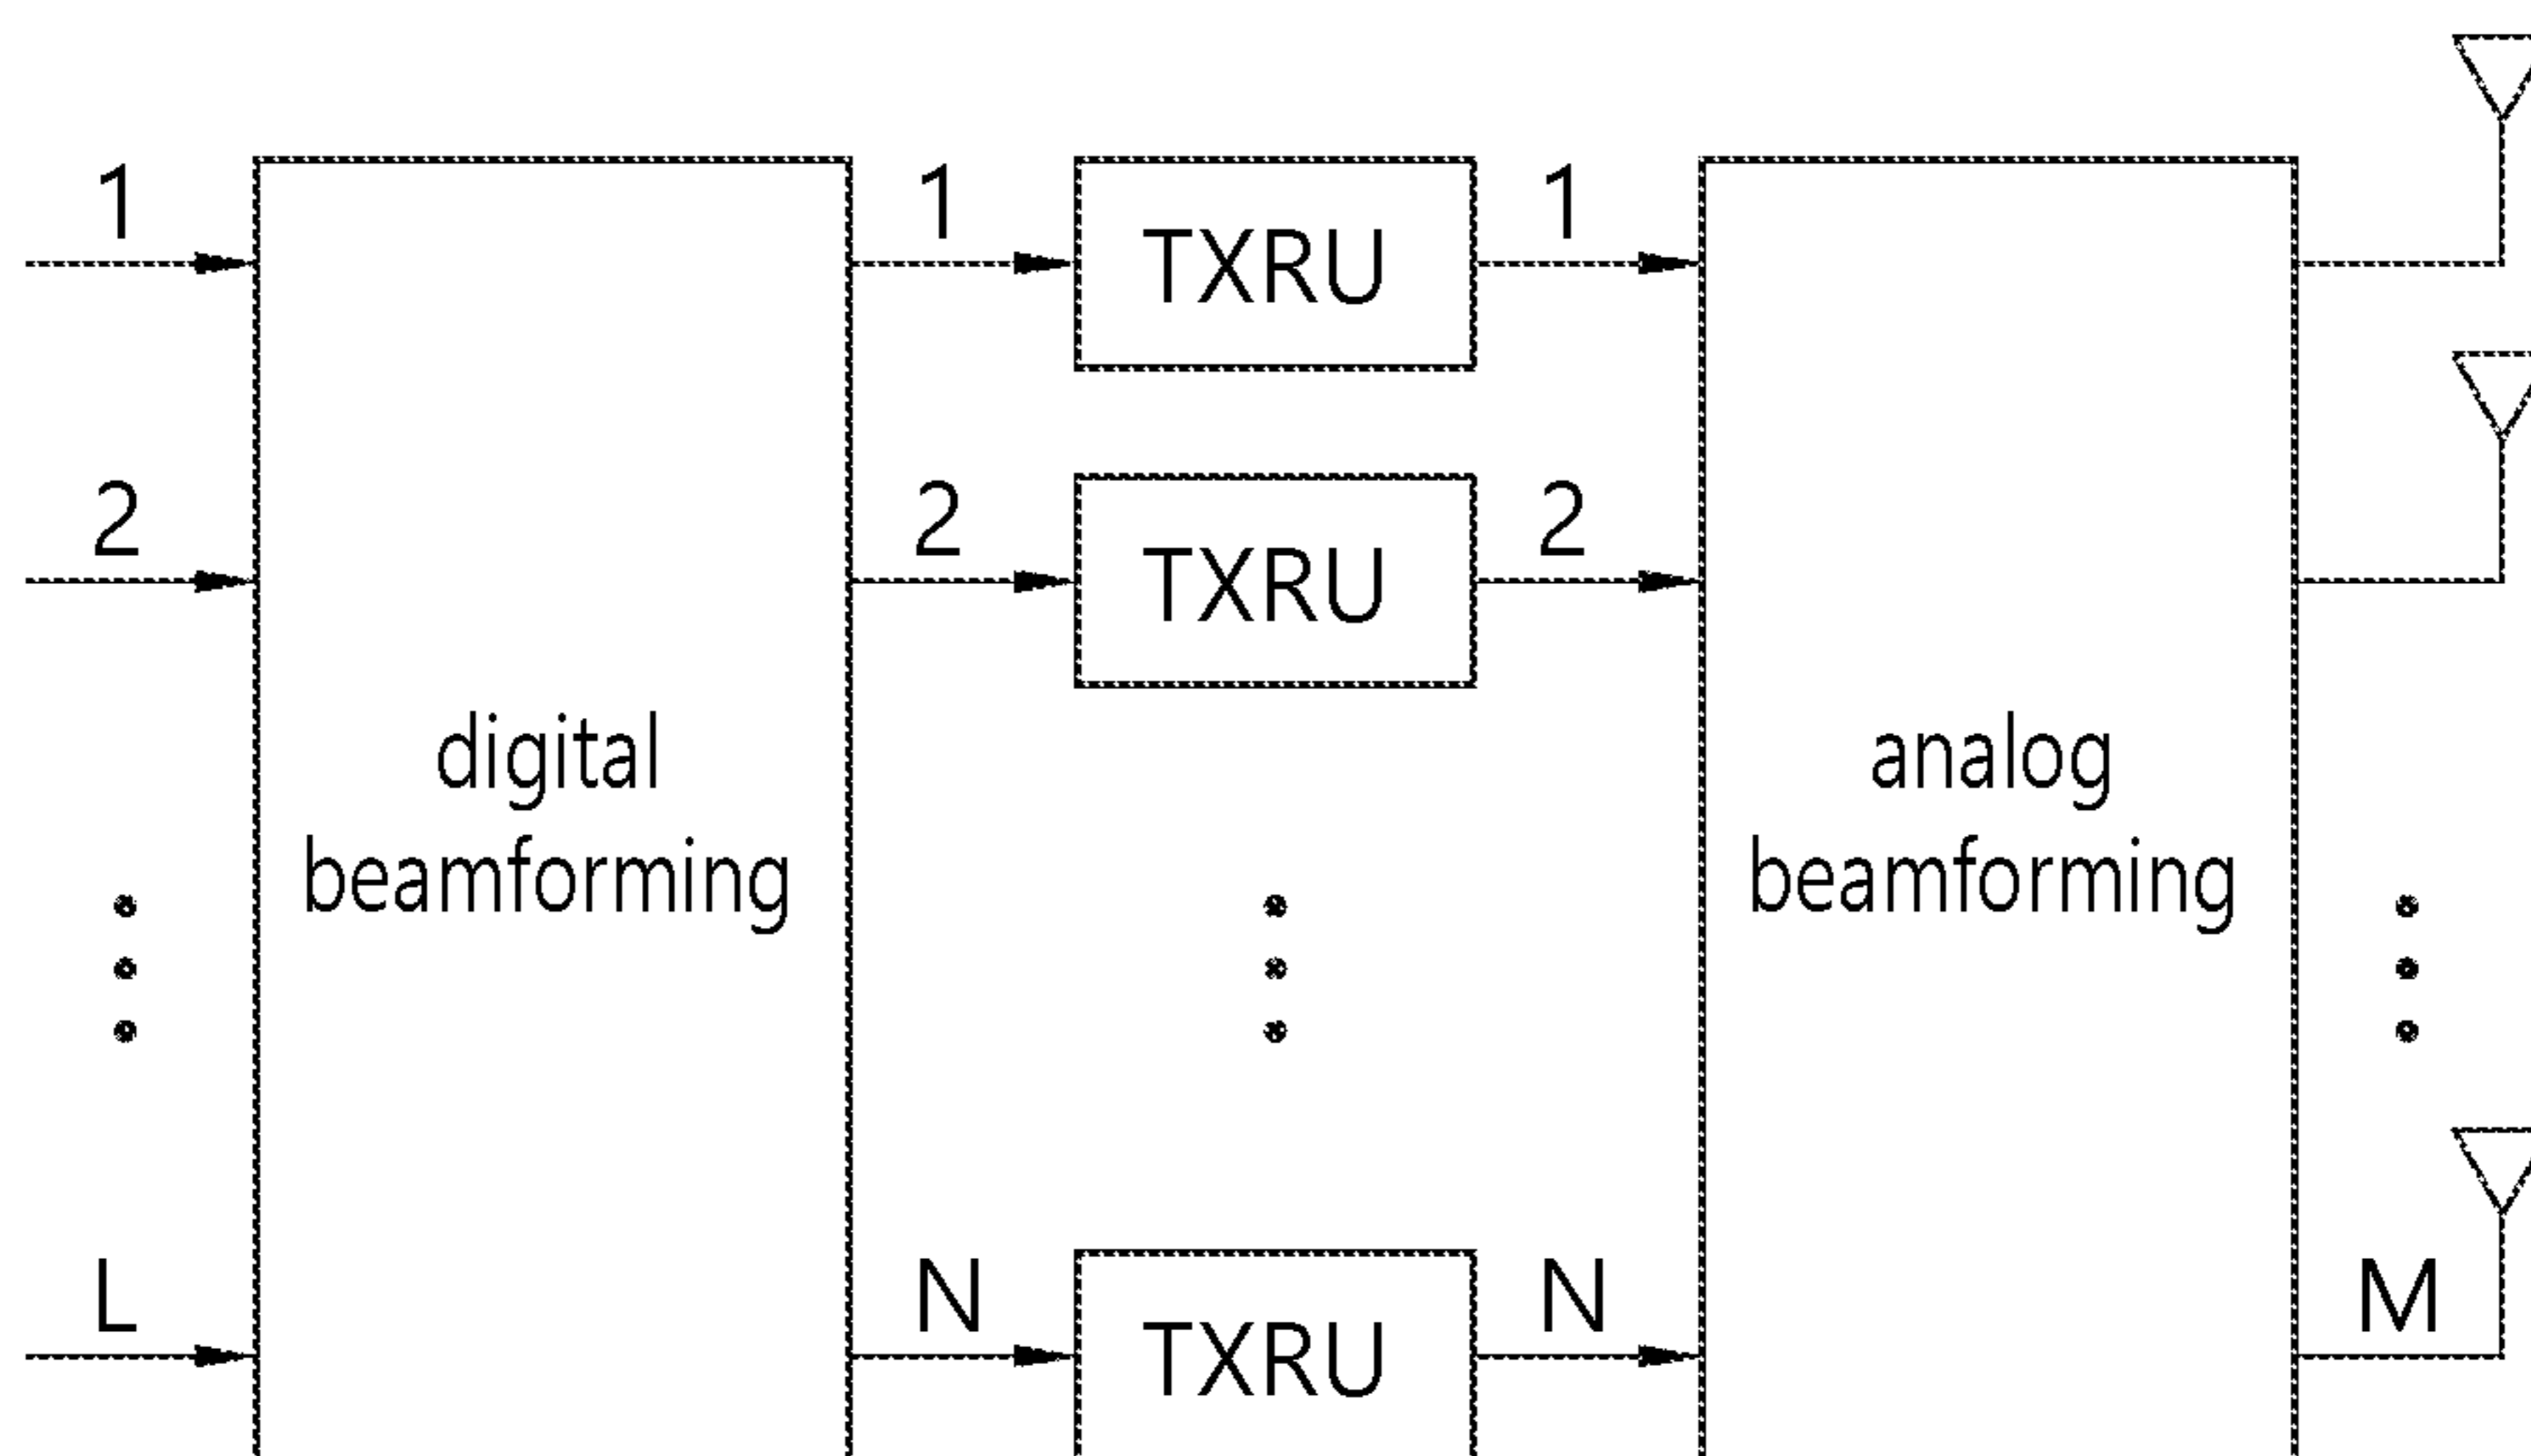 1 1 TXRU 1
2 2 TXRU 2
digital
beamforming
analog
beamforming
L N TXRU N M